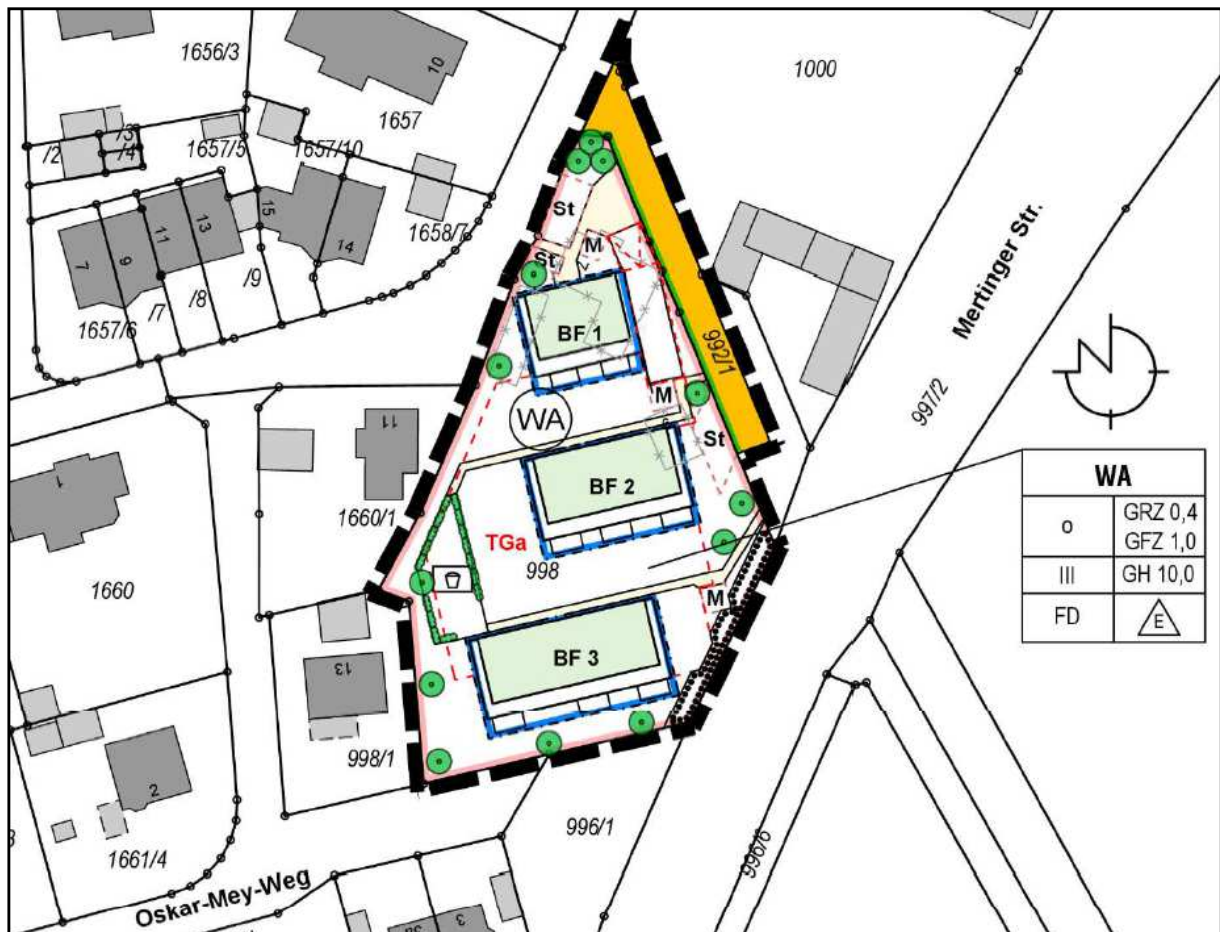 1656/3
10
1657
1000
/3
/2
/4
1657/5
1657/10
15
13
11
9
7
14
1658/7
/9
/8
/7
1657/6
St
M
St
BF 1
992/1
Mertinger Str.
997/2
M
WA
St
BF 2
11
1
1660/1
TGa
998
1660
M
BF 3
13
998/1
2
1661/4
996/1
996/6
Oskar-Mey-Weg
3
WA
o
GRZ 0,4
GFZ 1,0
III
GH 10,0
FD
E
N